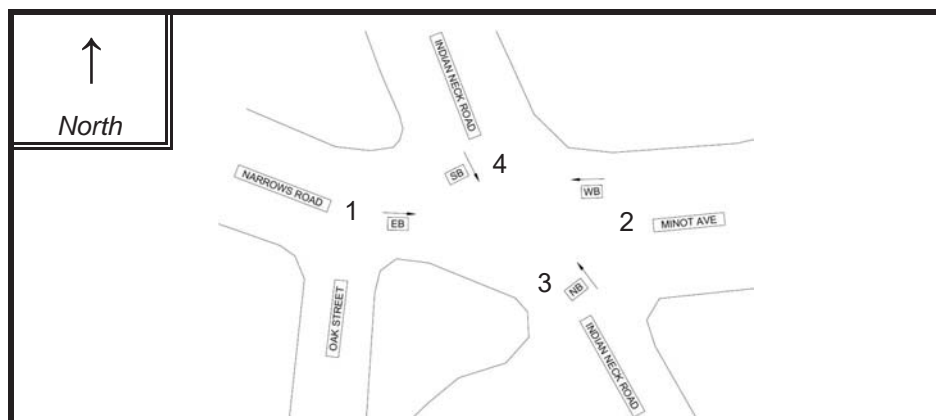 North
INDIAN NECK ROAD
4
SB
WB
NARROWS ROAD
1
EB
2
MINOT AVE
3
NB
OAK STREET
INDIAN NECK ROAD